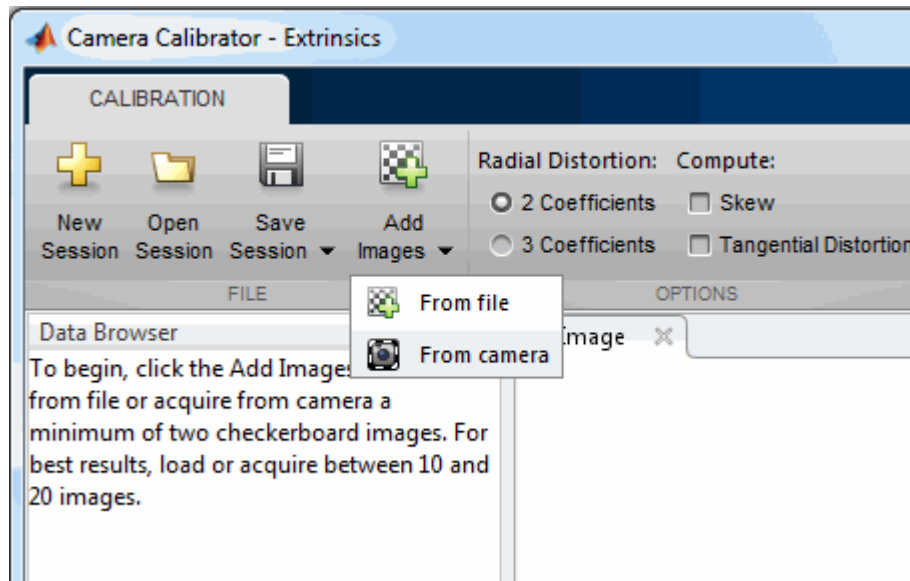 Camera Calibrator - Extrinsics
CALIBRATION
New Session
Open Session
Save Session
Add Images
Radial Distortion:
2 Coefficients
3 Coefficients
Compute:
Skew
Tangential Distortion
FILE
OPTIONS
From file
From camera
Data Browser
Image
To begin, click the Add Images
from file or acquire from camera a
minimum of two checkerboard images. For
best results, load or acquire between 10 and
20 images.